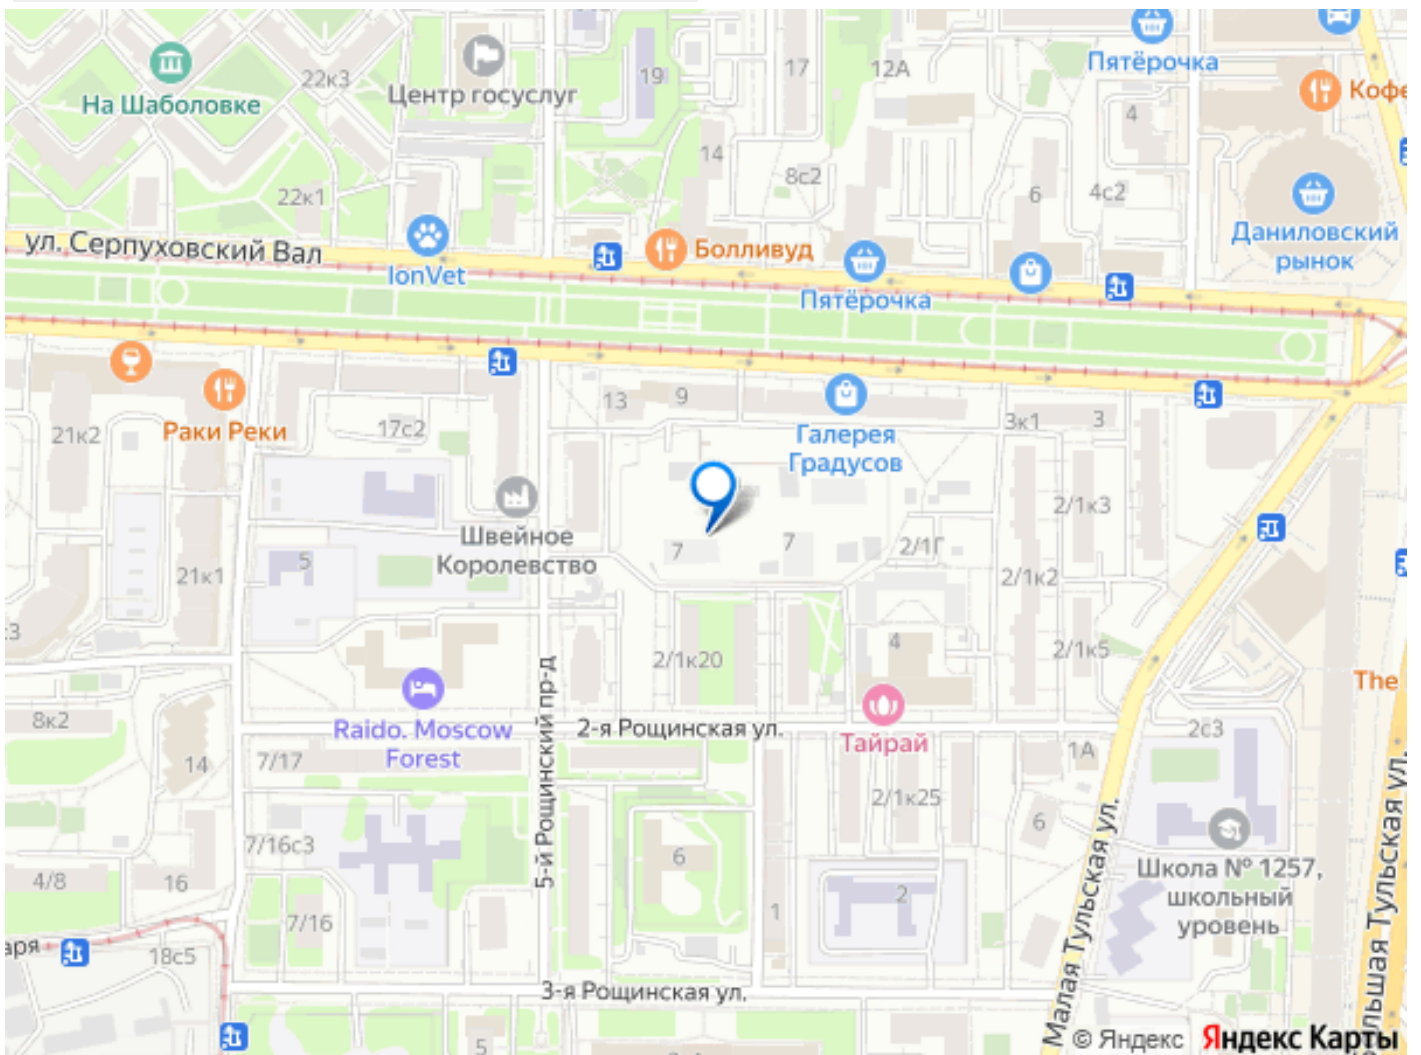 Пятёрочка
На Шаболовке
22к3
Центр госуслуг
19
17
12А
Кофе
4
14
8с2
6
4с2
22к1
ул. Серпуховский Вал
IonVet
Болливуд
Пятёрочка
Даниловский
рынок
Раки Реки
21к2
17с2
13
9
Галерея
Градусов
3к1
3
Швейное
Королевство
2/1к3
21к1
5
7
7
2/1Г
2/1к2
2/1к20
4
2/1к5
The
8к2
Raido. Moscow
Forest
5-й Рощинский пр-д
2-я Рощинская ул.
Тайрай
2с3
1А
14
7/17
2/1к25
6
7/16с3
6
Малая Тульская ул.
Школа № 1257,
школьный
уровень
4/8
16
7/16
1
2
аря
18с5
3-я Рощинская ул.
5
льшая Тульская ул.
© Яндекс Яндекс Карты